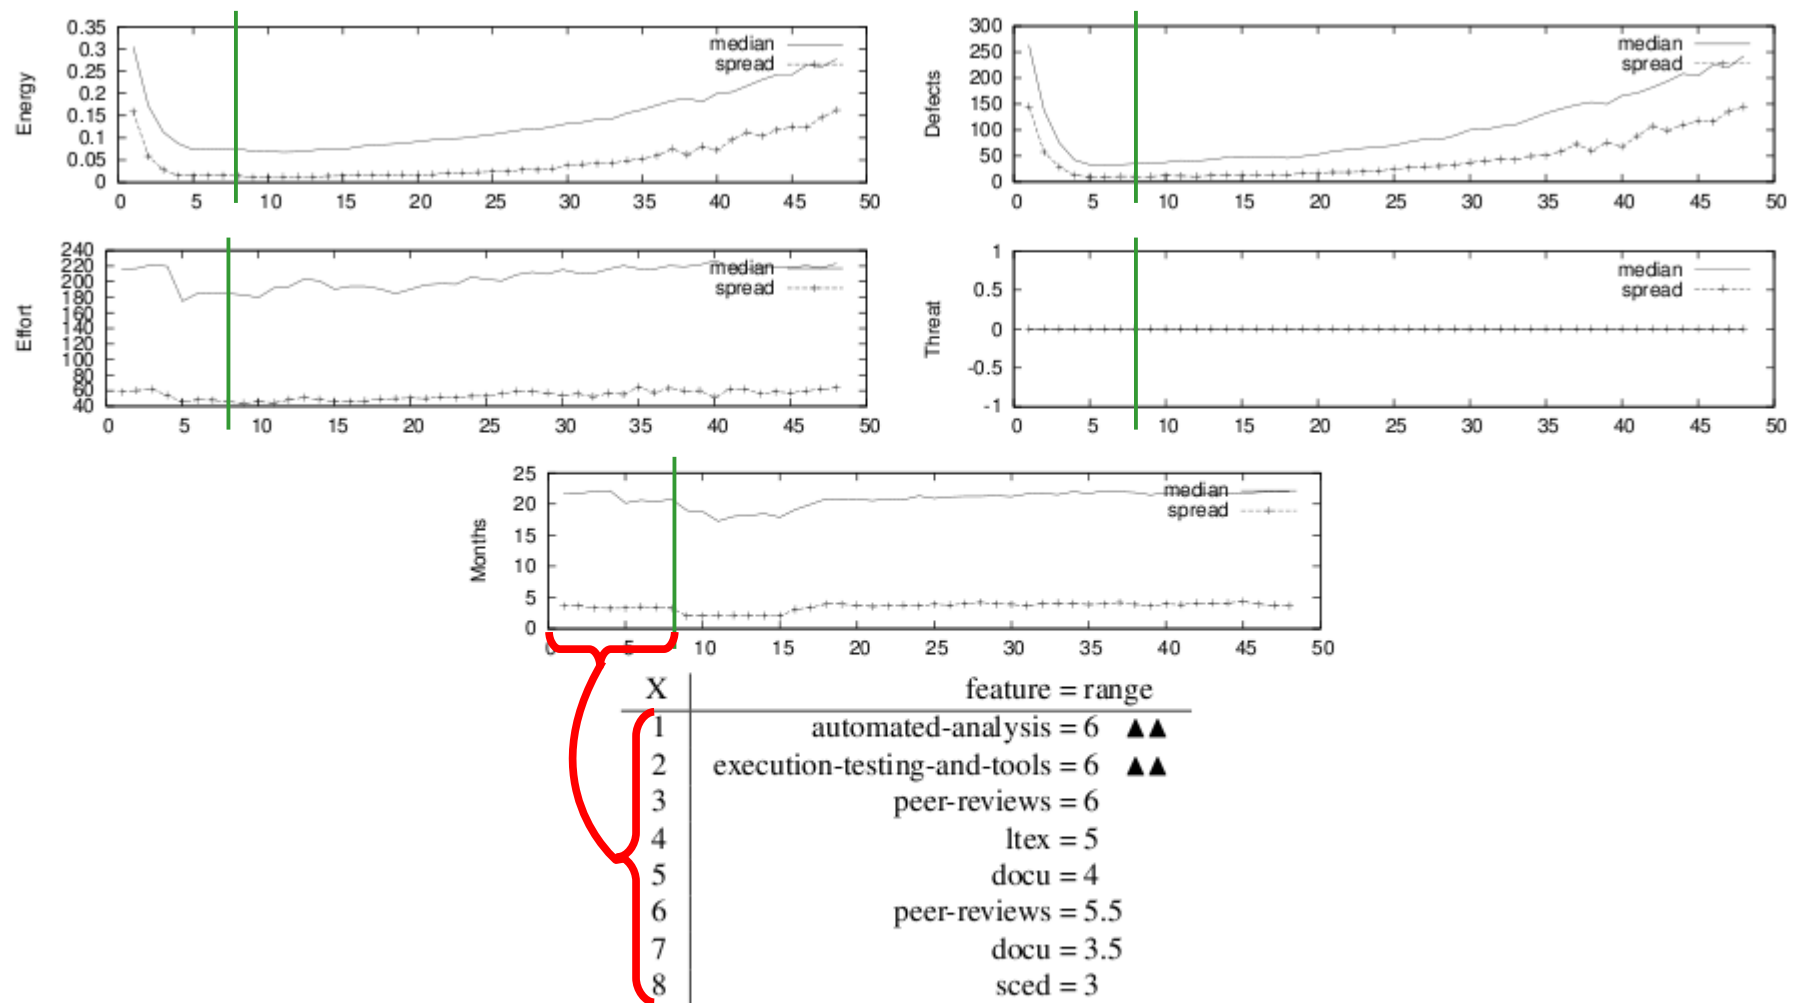 Energy
0.35
0.3
0.25
0.2
0.15
0.1
0.05
0
median
spread
0 5 10 15 20 25 30 35 40 45 50
Defects
300
250
200
150
100
50
0
median
spread
0 5 10 15 20 25 30 35 40 45 50
Effort
240
220
200
180
160
140
120
100
80
60
40
median
spread
0 5 10 15 20 25 30 35 40 45 50
Threat
1
0.5
0
-0.5
-1
median
spread
0 5 10 15 20 25 30 35 40 45 50
Months
25
20
15
10
5
0
median
spread
0 5 10 15 20 25 30 35 40 45 50
X feature = range
1 automated-analysis = 6 ▲▲
2 execution-testing-and-tools = 6 ▲▲
3 peer-reviews = 6
4 ltex = 5
5 docu = 4
6 peer-reviews = 5.5
7 docu = 3.5
8 sced = 3